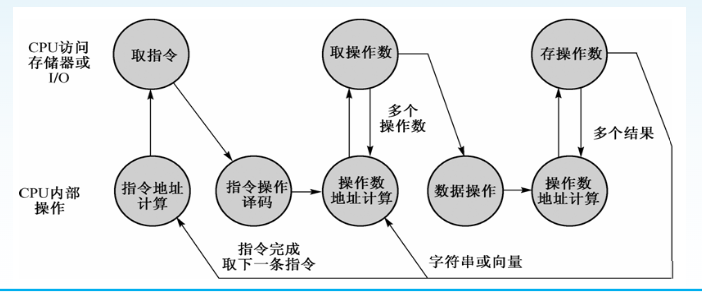 CPU访问
存储器或
I/O
取指令
取操作数
存操作数
多个
操作数
多个结果
CPU内部
操作
指令地址
计算
指令操作
译码
操作数
地址计算
数据操作
操作数
地址计算
指令完成
取下一条指令
字符串或向量